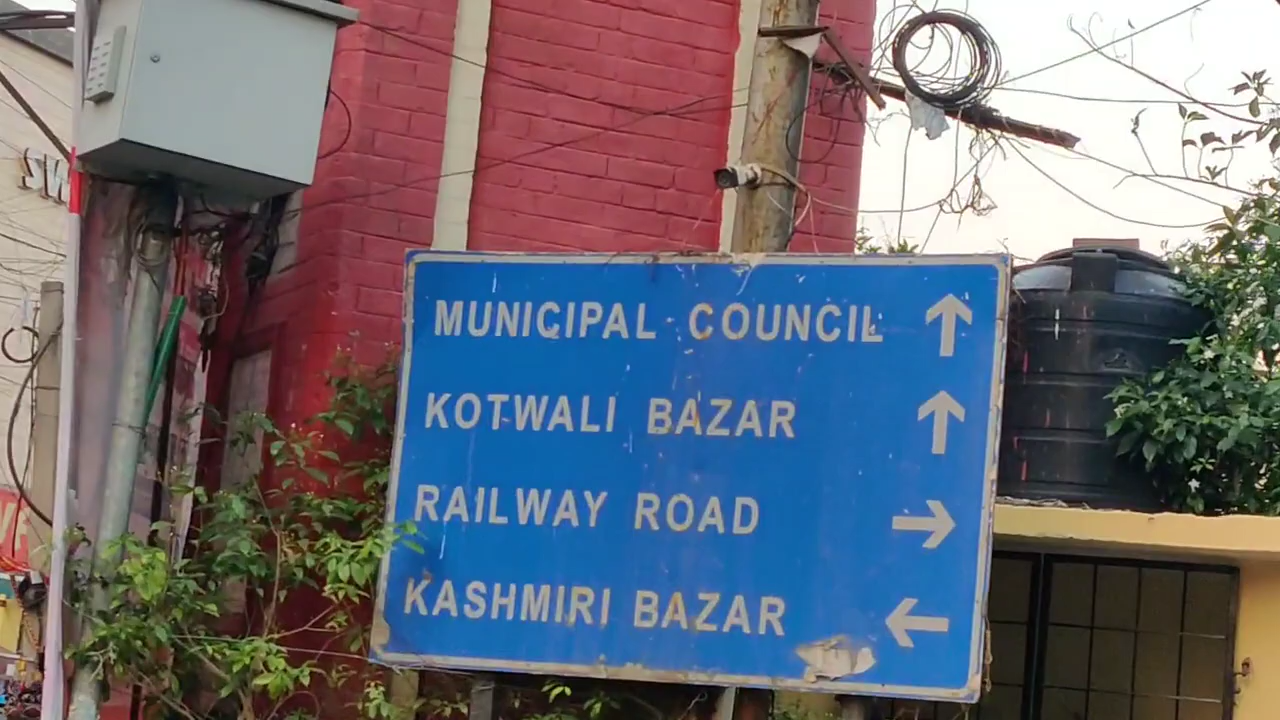 MUNICIPAL COUNCIL ↑
KOTWALI BAZAR ↑
RAILWAY ROAD →
KASHMIRI BAZAR ←